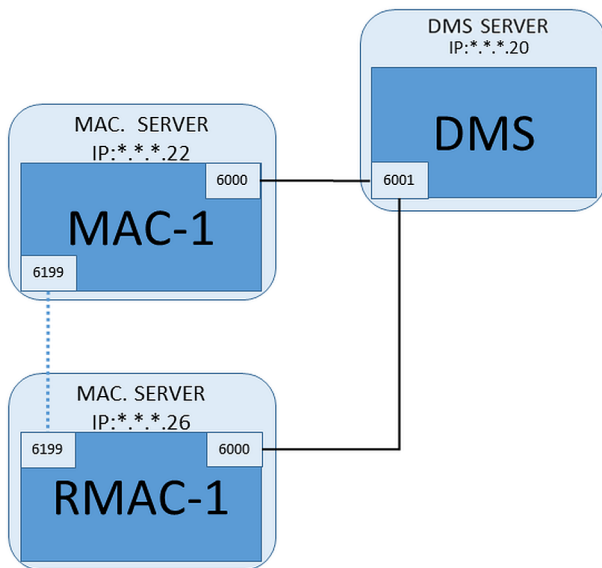 DMS SERVER
IP:*.*.*.20
DMS
6001
MAC. SERVER
IP:*.*.*.22
6000
MAC-1
6199
MAC. SERVER
IP:*.*.*.26
6199
6000
RMAC-1